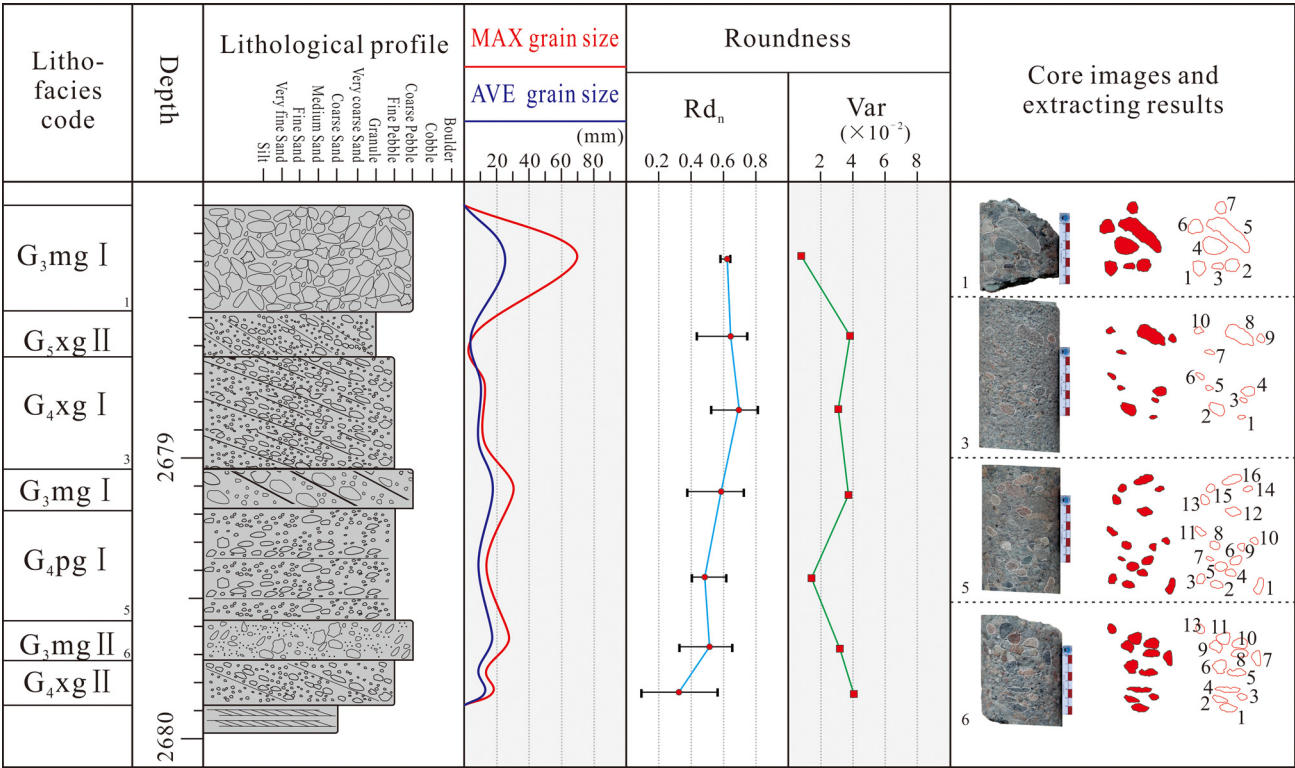 Litho-
facies
code
Depth
Lithological profile
Silt
Very fine Sand
Fine Sand
Medium Sand
Coarse Sand
Very coarse Sand
Granule
Fine Pebble
Coarse Pebble
Cobble
Boulder
MAX grain size
AVE grain size
(mm)
20 40 60 80
Roundness
Rdₙ
0.2 0.4 0.6 0.8
Var
(×10⁻²)
2 4 6 8
Core images and
extracting results
G₃mg Ⅰ
1
G₅xg Ⅱ
G₄xg Ⅰ
3
G₃mg Ⅰ
G₄pg Ⅰ
5
G₃mg Ⅱ 6
G₄xg Ⅱ
2679
2680
1
7
6 5
4
1 3 2
3
10 8 9
7
6 5 4
3
2 1
5
16
13 15 14
12
11 8 10
7 6 9
3 5 4
2 1
6
13 11 10
9
6 8 7
5
4 3
2
1